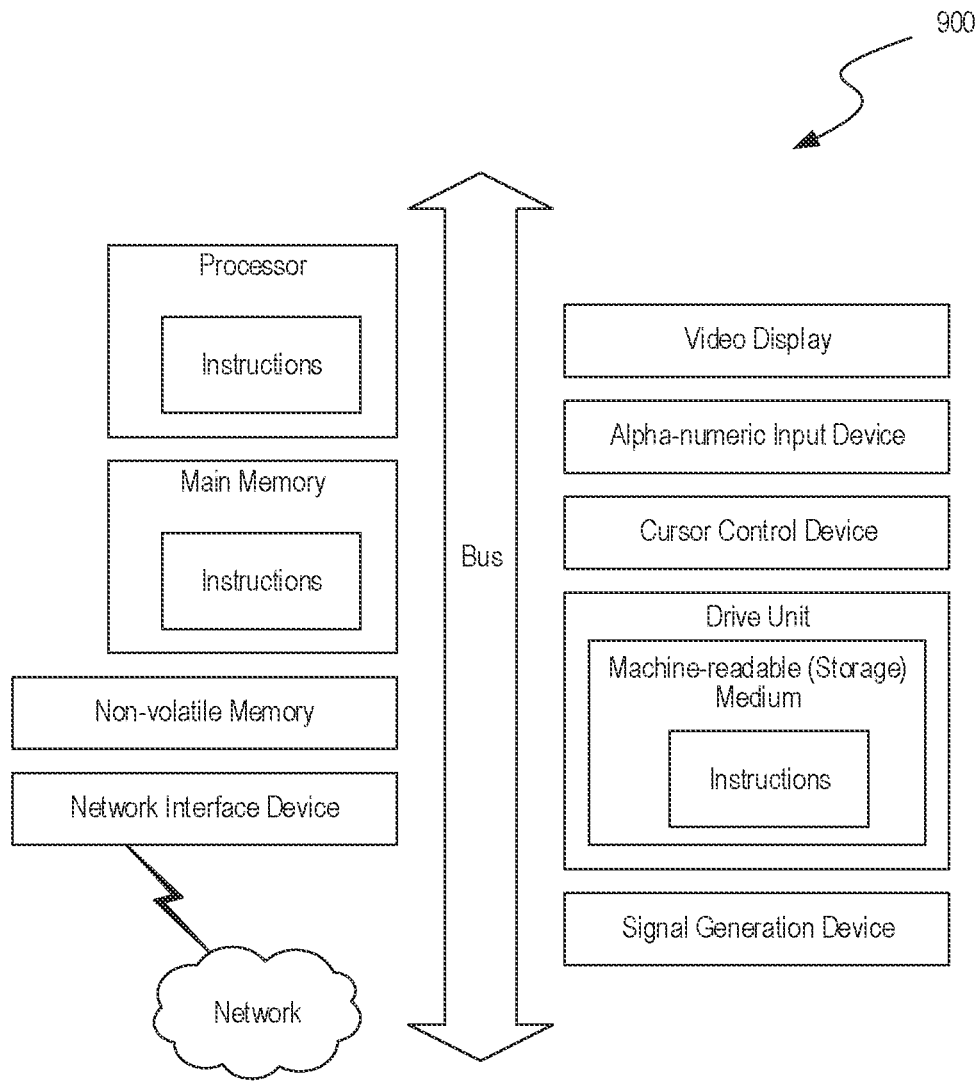 900
Processor
Instructions
Main Memory
Instructions
Non-volatile Memory
Network Interface Device
Network
Bus
Video Display
Alpha-numeric Input Device
Cursor Control Device
Drive Unit
Machine-readable (Storage)
Medium
Instructions
Signal Generation Device